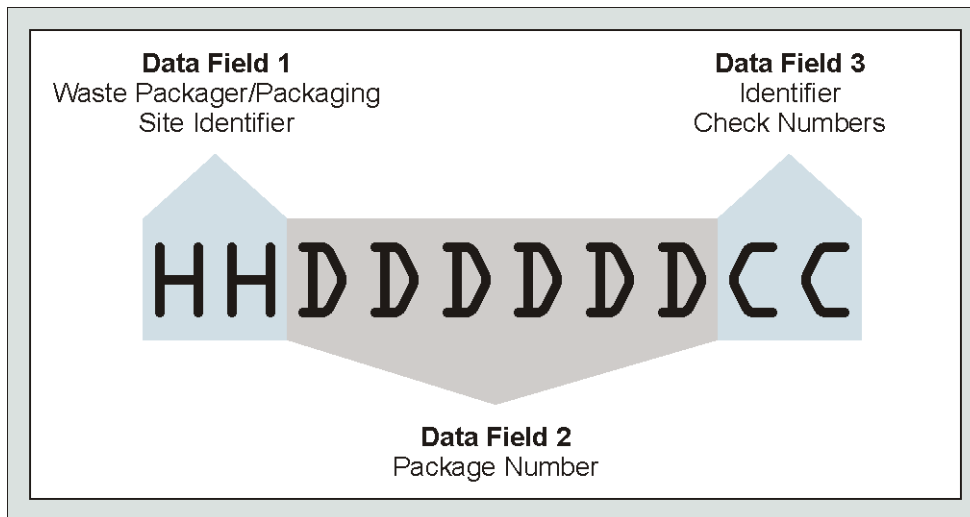 Data Field 1
Waste Packager/Packaging
Site Identifier
Data Field 3
Identifier
Check Numbers
HHDDDDDDCC
Data Field 2
Package Number